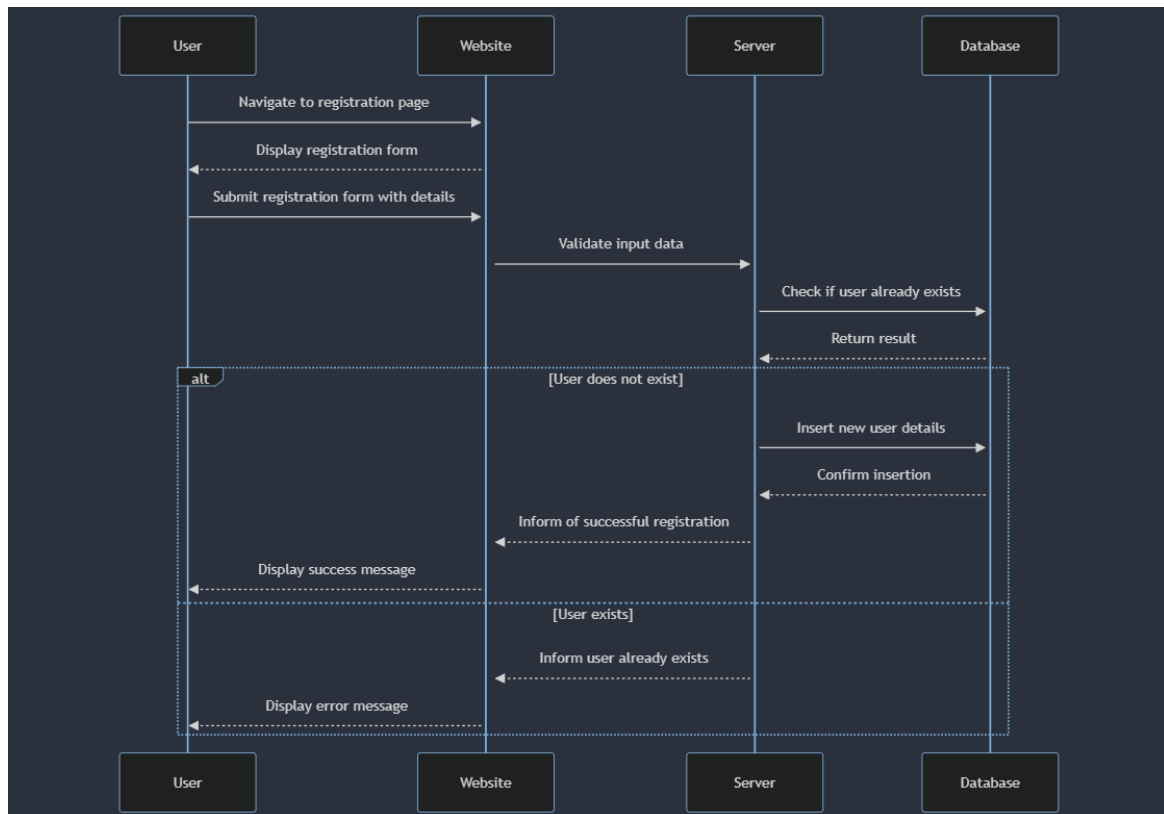 User
Website
Server
Database
Navigate to registration page
Display registration form
Submit registration form with details
Validate input data
Check if user already exists
Return result
alt
[User does not exist]
Insert new user details
Confirm insertion
Inform of successful registration
Display success message
[User exists]
Inform user already exists
Display error message
User
Website
Server
Database